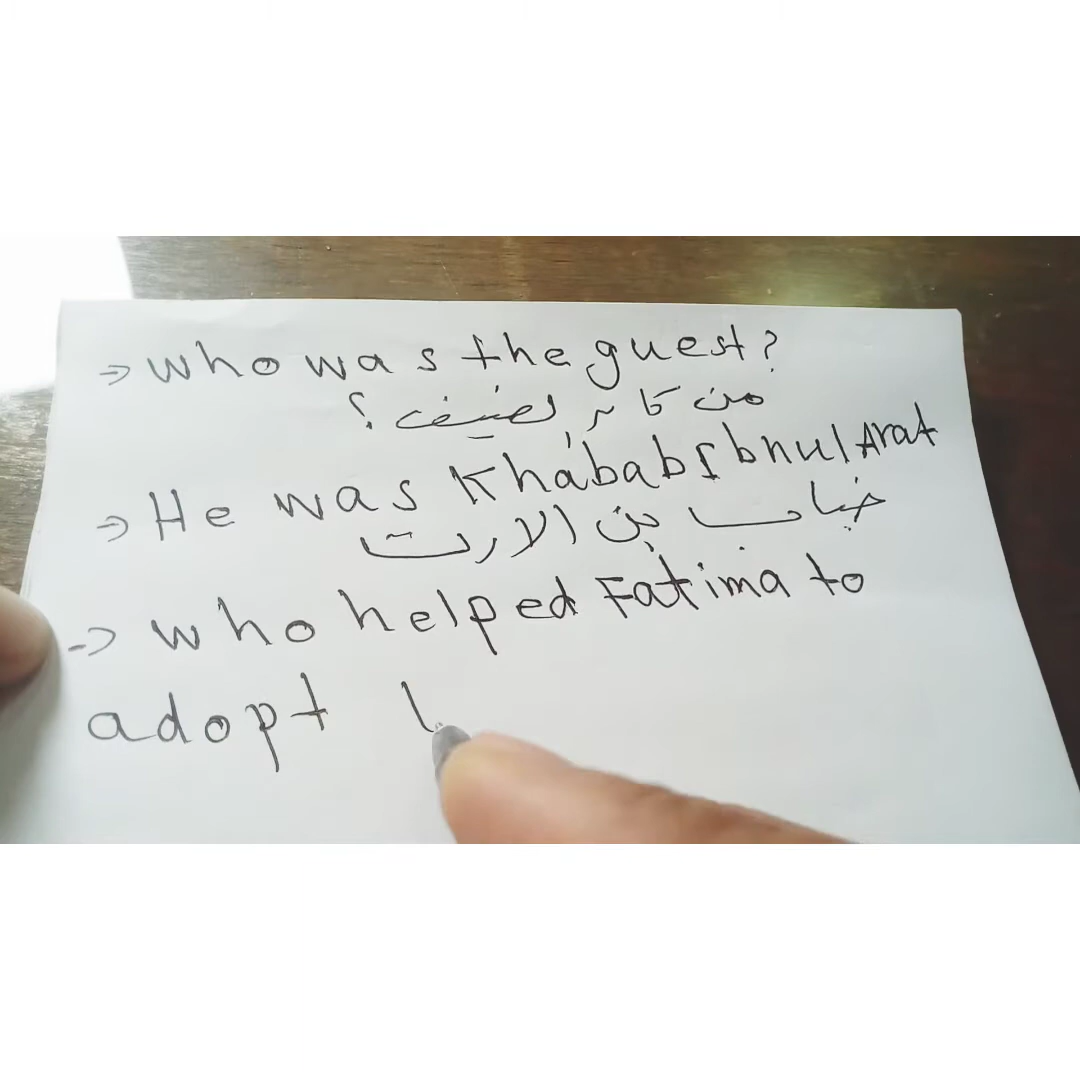 → who was the guest?
من كان الضيف؟
→ He was Khabab Ibnul Arat
خباب بن الارت
→ who helped Fatima to
adopt I